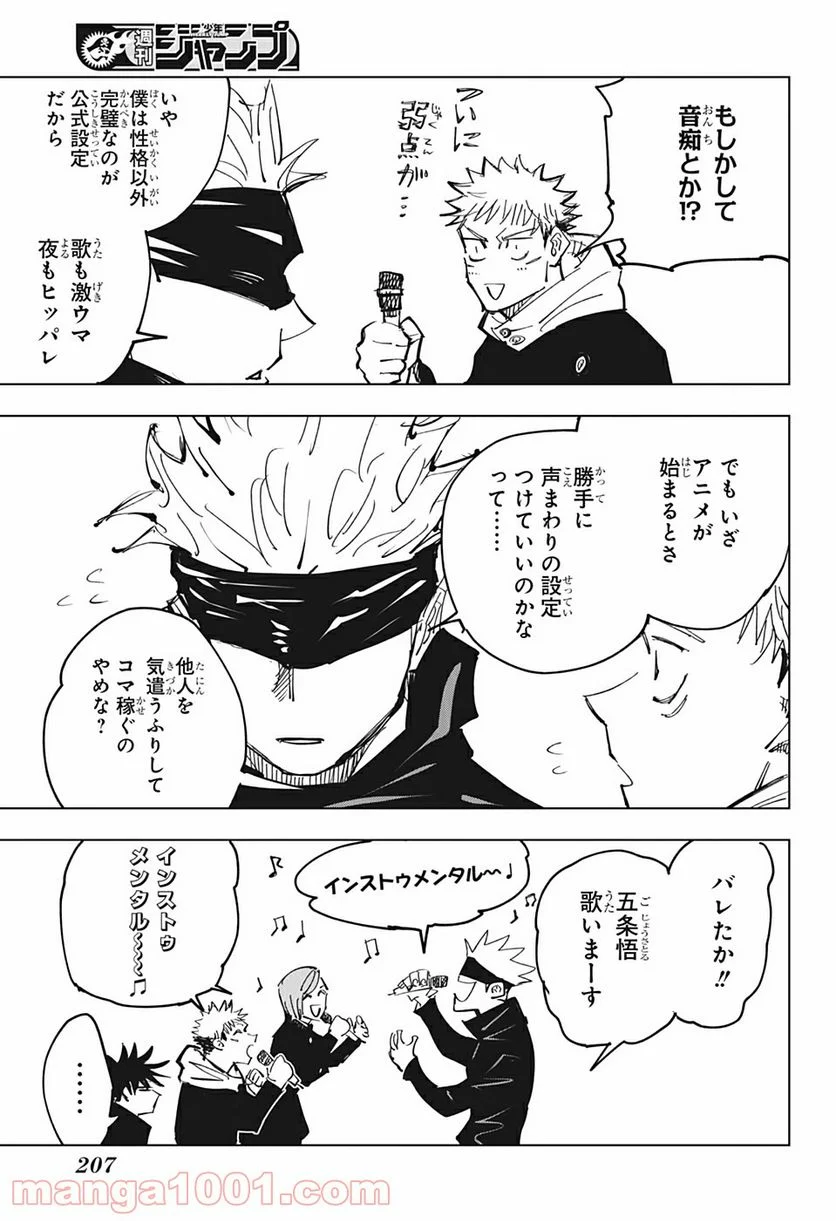 週刊少年ジャンプ
もしかして
音痴とか!?
ついに
弱点が…
いや
僕は性格以外
完璧なのが
公式設定
だから
歌も激ウマ
夜もヒッパレ
でもいざ
アニメが
始まるとさ
勝手に
声まわりの設定
つけていいのかな
って……
他人を
気遣うふりして
コマ稼ぐの
やめな？
バレたか!!
五条悟
歌いまーす
インストゥメンタル〜〜♪
インストゥ
メンタル〜〜〜♫
……
207
manga1001.com